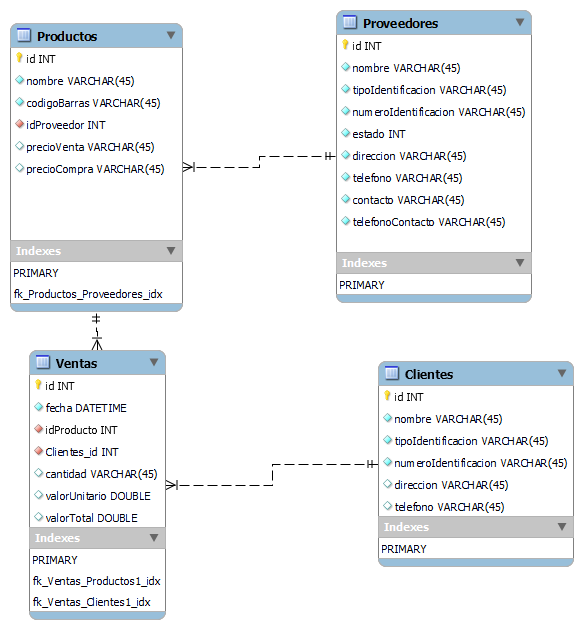 Productos
id INT
nombre VARCHAR(45)
codigoBarras VARCHAR(45)
idProveedor INT
precioVenta VARCHAR(45)
precioCompra VARCHAR(45)
Indexes
PRIMARY
fk_Productos_Proveedores_idx
Proveedores
id INT
nombre VARCHAR(45)
tipoIdentificacion VARCHAR(45)
numeroIdentificacion VARCHAR(45)
estado INT
direccion VARCHAR(45)
telefono VARCHAR(45)
contacto VARCHAR(45)
telefonoContacto VARCHAR(45)
Indexes
PRIMARY
Ventas
id INT
fecha DATETIME
idProducto INT
Clientes_id INT
cantidad VARCHAR(45)
valorUnitario DOUBLE
valorTotal DOUBLE
Indexes
PRIMARY
fk_Ventas_Productos1_idx
fk_Ventas_Clientes1_idx
Clientes
id INT
nombre VARCHAR(45)
tipoIdentificacion VARCHAR(45)
numeroIdentificacion VARCHAR(45)
direccion VARCHAR(45)
telefono VARCHAR(45)
Indexes
PRIMARY